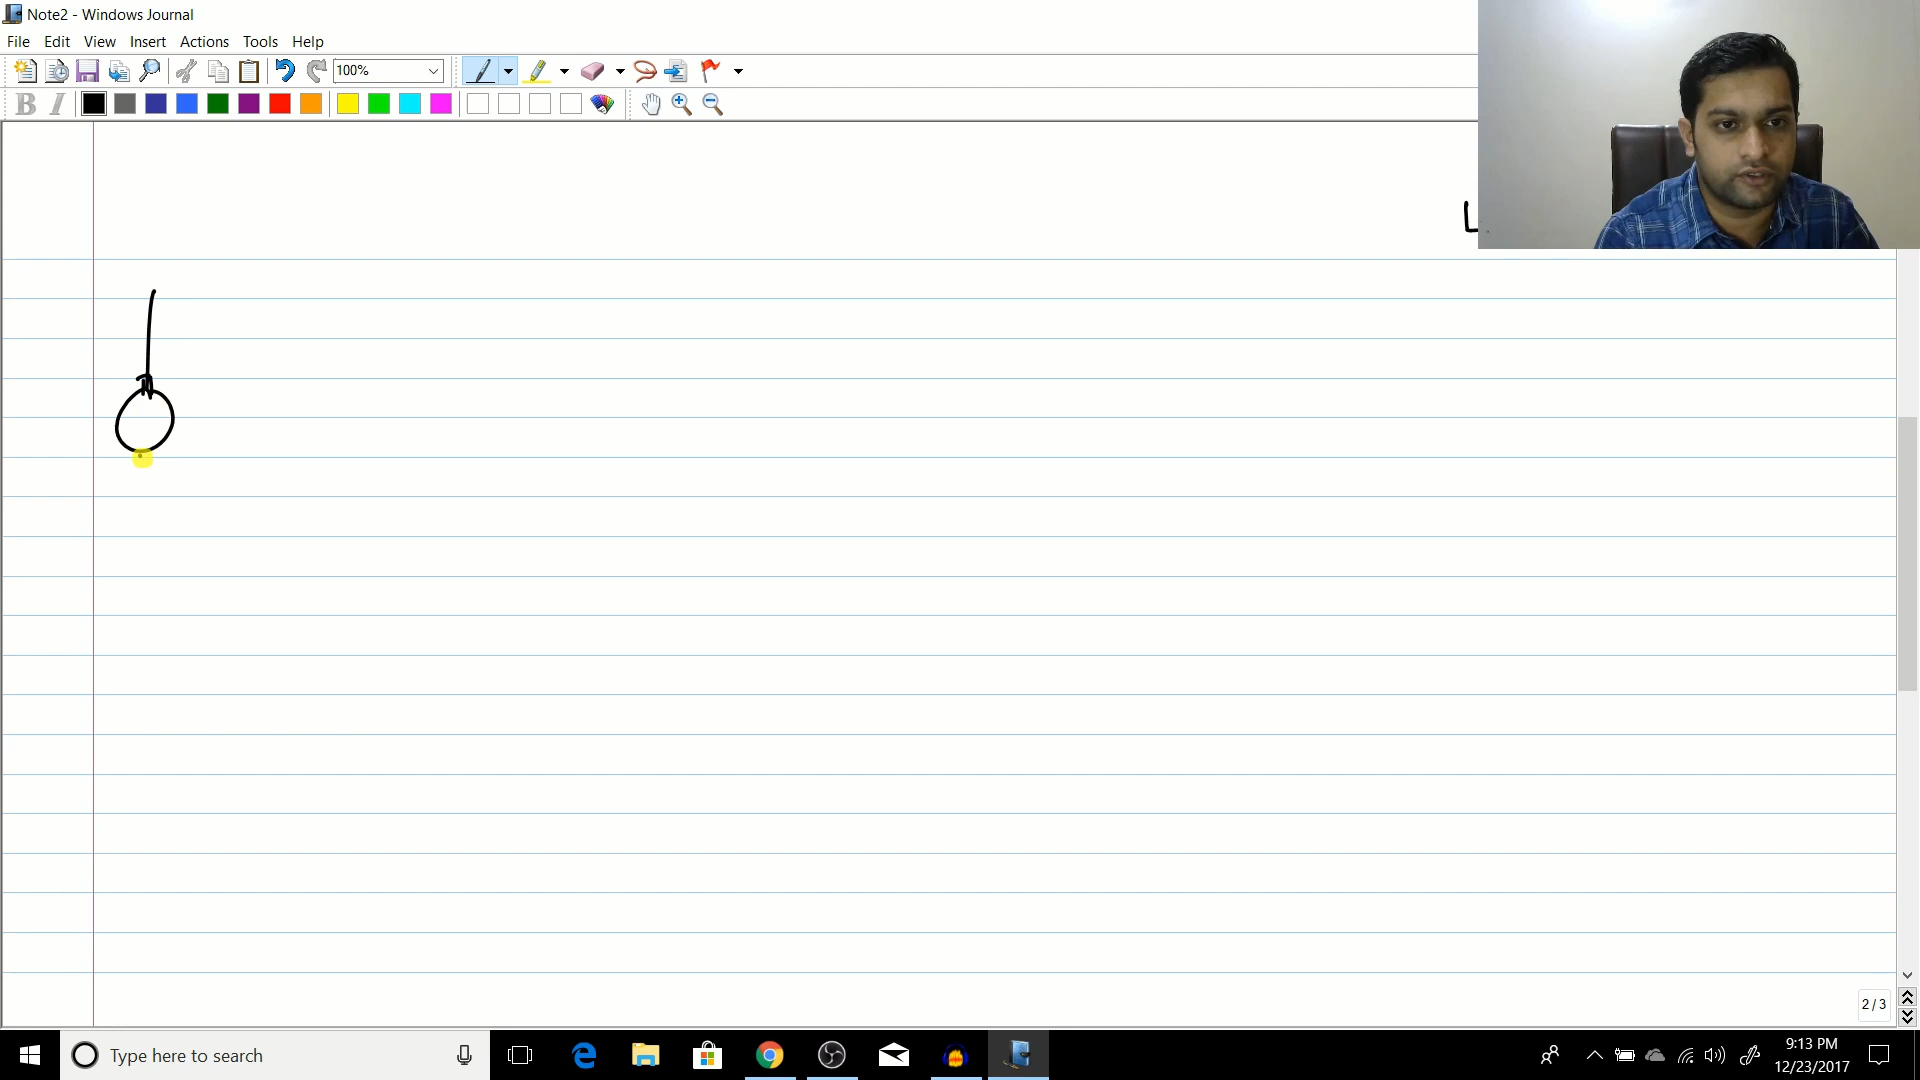 Note2 - Windows Journal
File Edit View Insert Actions Tools Help
100%
B I
2 / 3
Type here to search
9:13 PM
12/23/2017